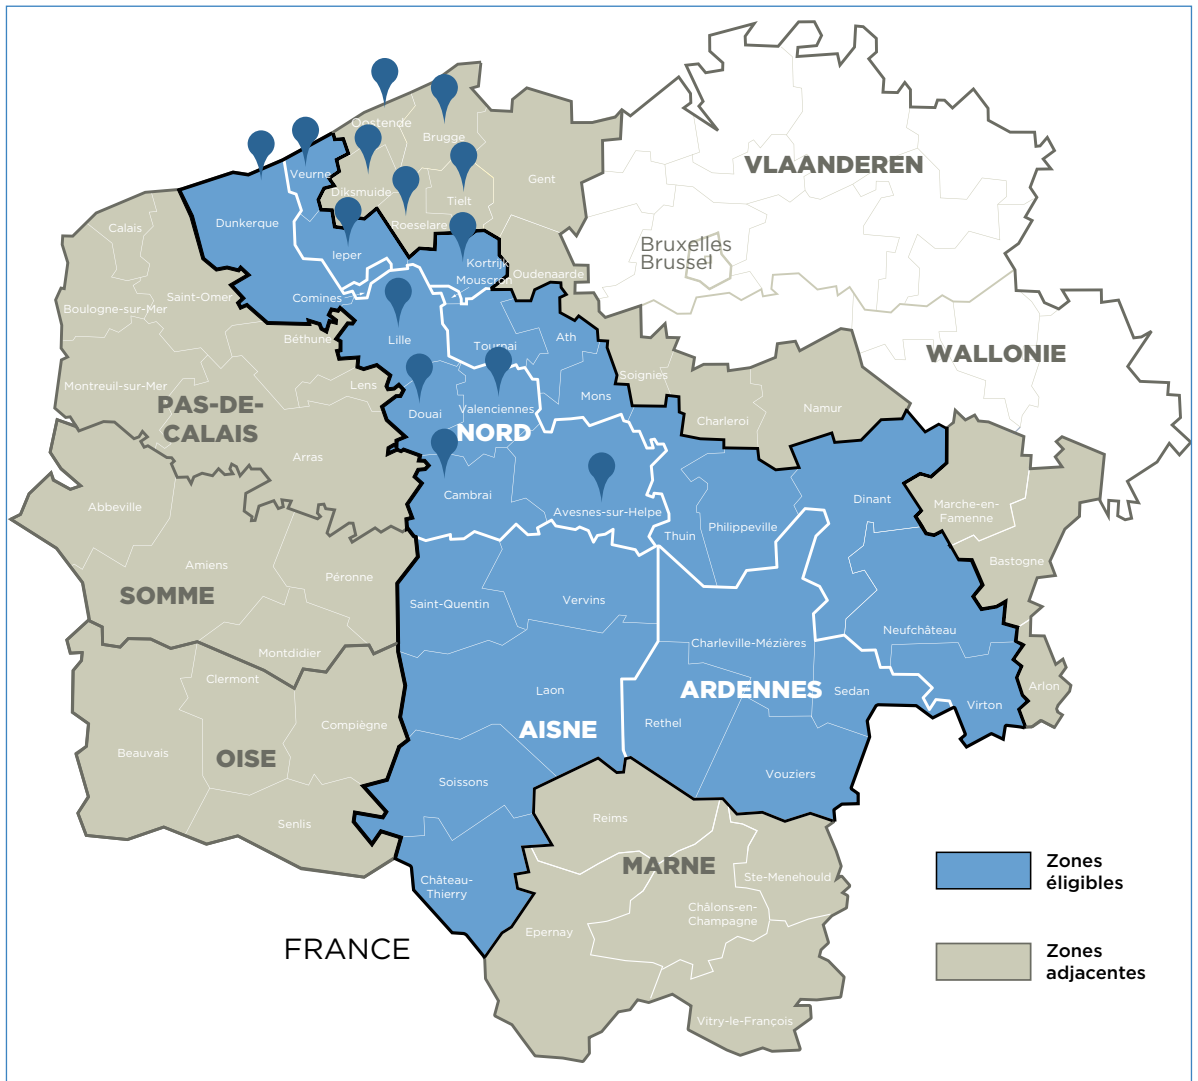 Oostende
Brugge
VLAANDEREN
Veurne
Diksmuide
Gent
Tielt
Dunkerque
Calais
Roeselare
Ieper
Bruxelles
Brussel
Kortrijk
Mouscron
Oudenaarde
Saint-Omer
Comines
Boulogne-sur-Mer
Béthune
Lille
Tournai
Ath
WALLONIE
Soignies
Montreuil-sur-Mer
Lens
Mons
PAS-DE-
CALAIS
Douai
Valenciennes
Charleroi
Namur
NORD
Arras
Cambrai
Avesnes-sur-Helpe
Abbeville
Thuin
Philippeville
Dinant
Marche-en-
Famenne
Bastogne
Amiens
Péronne
SOMME
Saint-Quentin
Vervins
Neufchâteau
Montdidier
Charleville-Mézières
Clermont
Laon
ARDENNES
Sedan
Arlon
Virton
Compiègne
AISNE
Rethel
Beauvais
OISE
Soissons
Vouziers
Senlis
Reims
MARNE
Château-
Thierry
Ste-Menehould
Châlons-en-
Champagne
Epernay
FRANCE
Vitry-le-François
Zones
éligibles
Zones
adjacentes